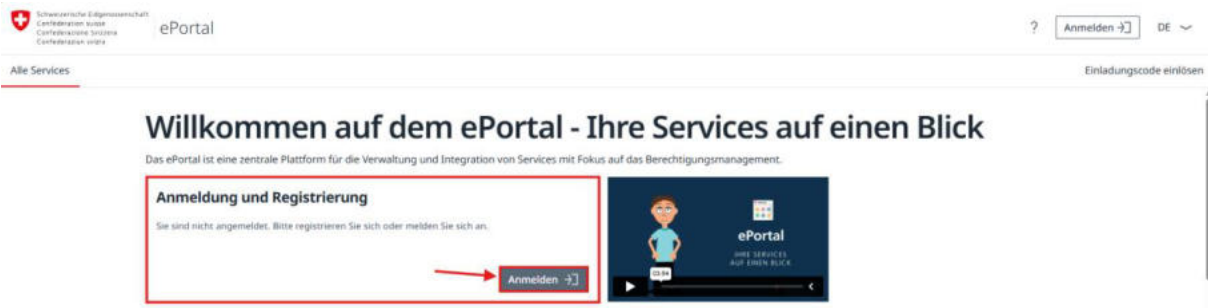 Schweizerische Eidgenossenschaft
Confédération suisse
Confederazione Svizzera
Confederaziun svizra
ePortal
?
Anmelden
DE
Alle Services
Einladungscode einlösen
Willkommen auf dem ePortal - Ihre Services auf einen Blick
Das ePortal ist eine zentrale Plattform für die Verwaltung und Integration von Services mit Fokus auf das Berechtigungsmanagement.
Anmeldung und Registrierung
Sie sind nicht angemeldet. Bitte registrieren Sie sich oder melden Sie sich an.
Anmelden
ePortal
IHRE SERVICES
AUF EINEN BLICK
03:04